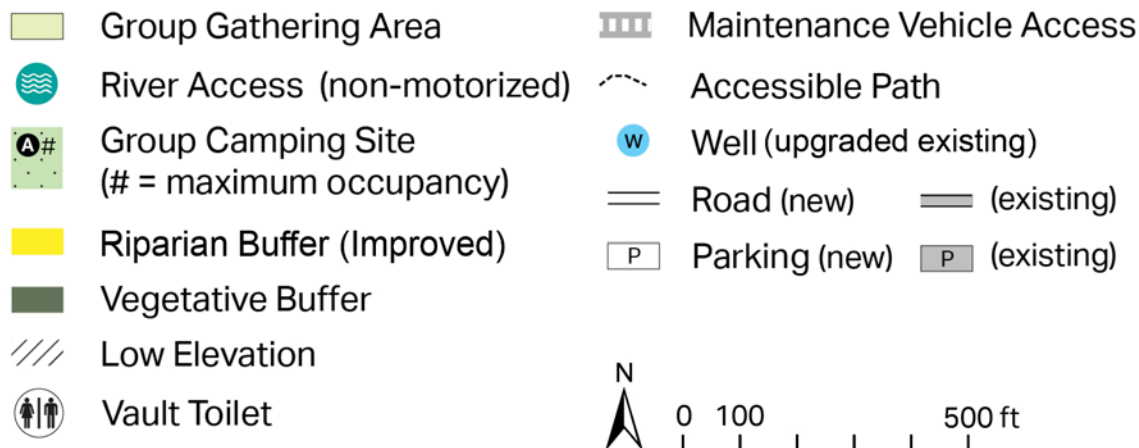 Group Gathering Area
River Access (non-motorized)
A #
Group Camping Site
(# = maximum occupancy)
Riparian Buffer (Improved)
Vegetative Buffer
Low Elevation
Vault Toilet
Maintenance Vehicle Access
Accessible Path
W Well (upgraded existing)
Road (new) (existing)
P Parking (new) P (existing)
N
0 100 500 ft